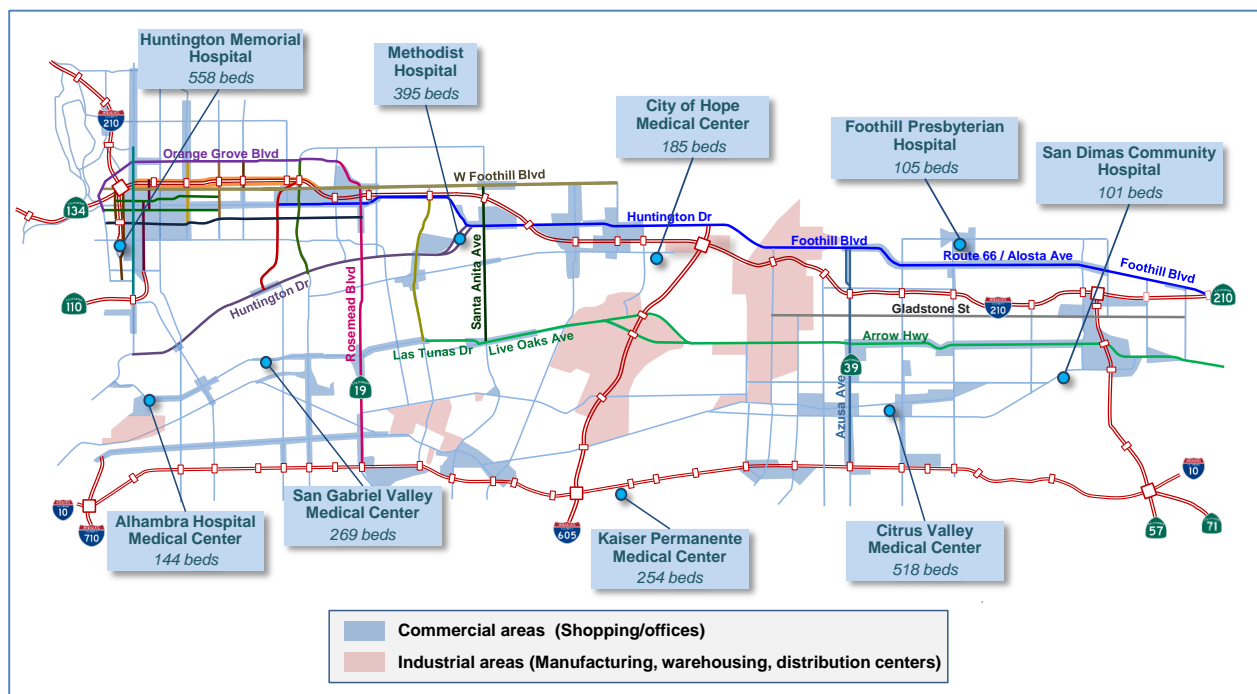 Huntington Memorial
Hospital
558 beds
Methodist
Hospital
395 beds
City of Hope
Medical Center
185 beds
Foothill Presbyterian
Hospital
105 beds
San Dimas Community
Hospital
101 beds
210
Orange Grove Blvd
W Foothill Blvd
134
Huntington Dr
Foothill Blvd
Route 66 / Alosta Ave
Foothill Blvd
Santa Anita Ave
110
Huntington Dr
Rosemead Blvd
210
210
Gladstone St
Las Tunas Dr
Live Oaks Ave
Arrow Hwy
19
39
Azusa Ave
10
710
605
10
57
71
Alhambra Hospital
Medical Center
144 beds
San Gabriel Valley
Medical Center
269 beds
Kaiser Permanente
Medical Center
254 beds
Citrus Valley
Medical Center
518 beds
Commercial areas (Shopping/offices)
Industrial areas (Manufacturing, warehousing, distribution centers)